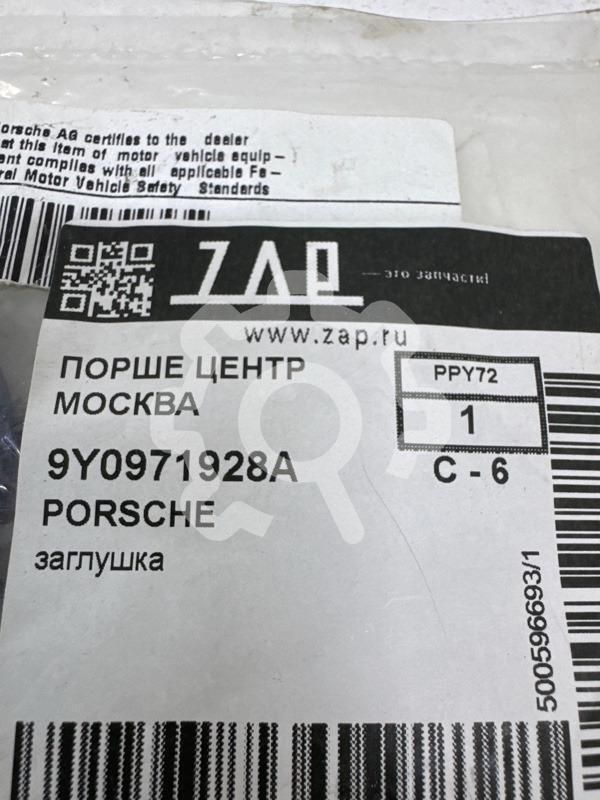 Porsche AG certifies to the dealer
at this item of motor vehicle equip-
ent complies with all applicable Fe-
ral Motor Vehicle Safety Standards
ZAP
— это запчасти!
www.zap.ru
ПОРШЕ ЦЕНТР
МОСКВА
PPY72
1
9Y0971928A
C - 6
PORSCHE
заглушка
500596693/1